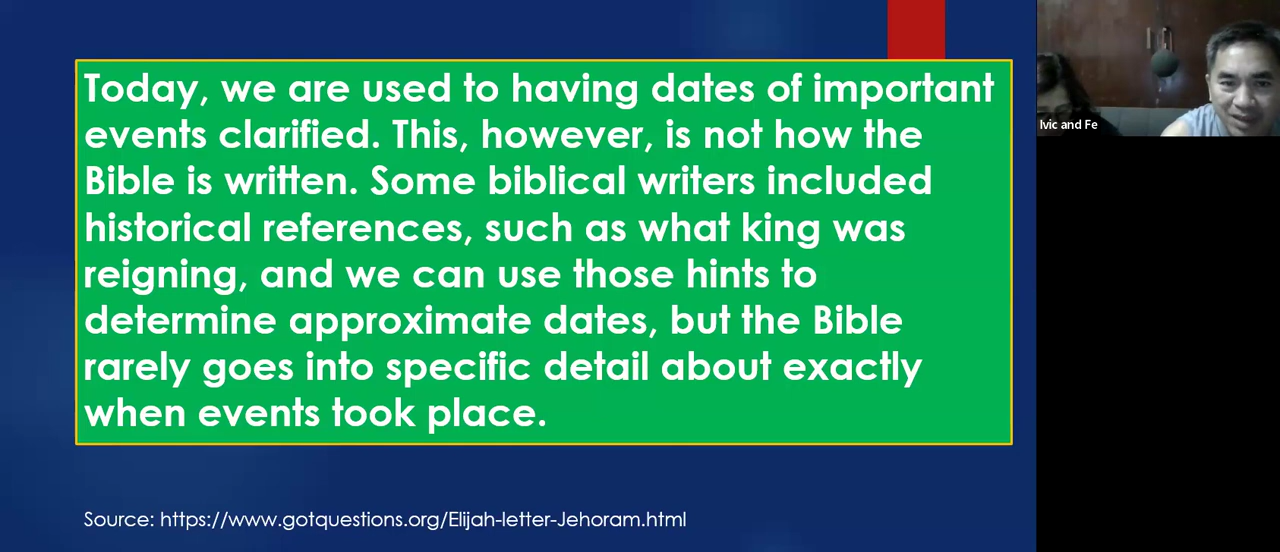 Today, we are used to having dates of important
events clarified. This, however, is not how the
Bible is written. Some biblical writers included
historical references, such as what king was
reigning, and we can use those hints to
determine approximate dates, but the Bible
rarely goes into specific detail about exactly
when events took place.
Source: https://www.gotquestions.org/Elijah-letter-Jehoram.html
Ivic and Fe